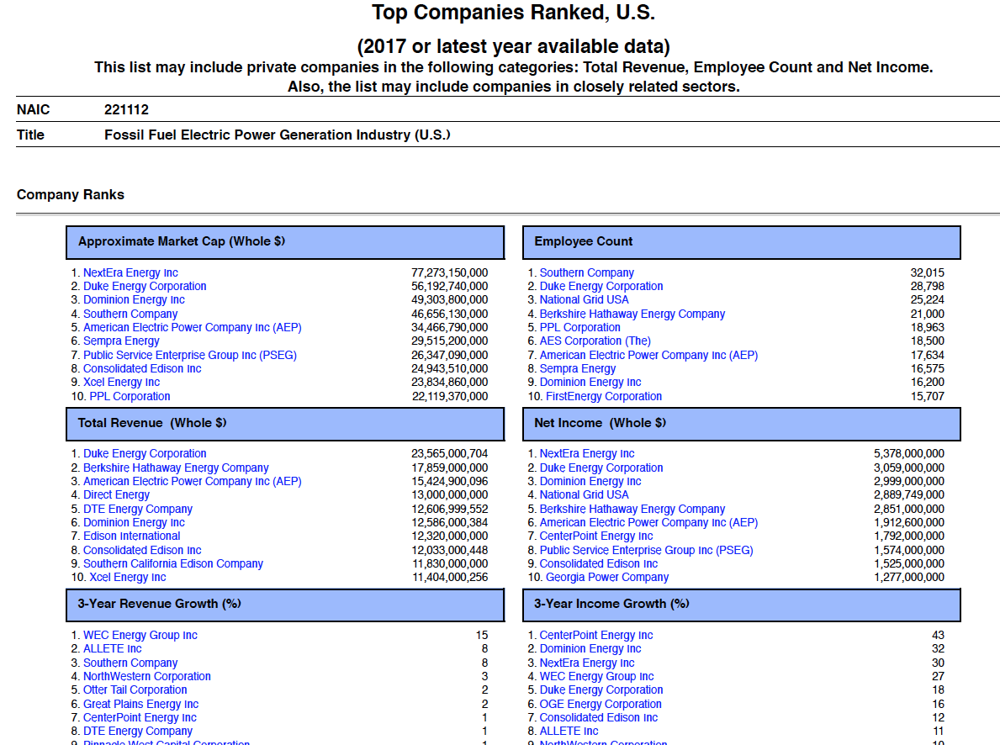 Top Companies Ranked, U.S.
(2017 or latest year available data)
This list may include private companies in the following categories: Total Revenue, Employee Count and Net Income.
Also, the list may include companies in closely related sectors.
NAIC 221112
Title Fossil Fuel Electric Power Generation Industry (U.S.)
Company Ranks
Approximate Market Cap (Whole $)
1. NextEra Energy Inc 77,273,150,000
2. Duke Energy Corporation 56,192,740,000
3. Dominion Energy Inc 49,303,800,000
4. Southern Company 46,656,130,000
5. American Electric Power Company Inc (AEP) 34,466,790,000
6. Sempra Energy 29,515,200,000
7. Public Service Enterprise Group Inc (PSEG) 26,347,090,000
8. Consolidated Edison Inc 24,943,510,000
9. Xcel Energy Inc 23,834,860,000
10. PPL Corporation 22,119,370,000
Employee Count
1. Southern Company 32,015
2. Duke Energy Corporation 28,798
3. National Grid USA 25,224
4. Berkshire Hathaway Energy Company 21,000
5. PPL Corporation 18,963
6. AES Corporation (The) 18,500
7. American Electric Power Company Inc (AEP) 17,634
8. Sempra Energy 16,575
9. Dominion Energy Inc 16,200
10. FirstEnergy Corporation 15,707
Total Revenue (Whole $)
1. Duke Energy Corporation 23,565,000,704
2. Berkshire Hathaway Energy Company 17,859,000,000
3. American Electric Power Company Inc (AEP) 15,424,900,096
4. Direct Energy 13,000,000,000
5. DTE Energy Company 12,606,999,552
6. Dominion Energy Inc 12,586,000,384
7. Edison International 12,320,000,000
8. Consolidated Edison Inc 12,033,000,448
9. Southern California Edison Company 11,830,000,000
10. Xcel Energy Inc 11,404,000,256
Net Income (Whole $)
1. NextEra Energy Inc 5,378,000,000
2. Duke Energy Corporation 3,059,000,000
3. Dominion Energy Inc 2,999,000,000
4. National Grid USA 2,889,749,000
5. Berkshire Hathaway Energy Company 2,851,000,000
6. American Electric Power Company Inc (AEP) 1,912,600,000
7. CenterPoint Energy Inc 1,792,000,000
8. Public Service Enterprise Group Inc (PSEG) 1,574,000,000
9. Consolidated Edison Inc 1,525,000,000
10. Georgia Power Company 1,277,000,000
3-Year Revenue Growth (%)
1. WEC Energy Group Inc 15
2. ALLETE Inc 8
3. Southern Company 8
4. NorthWestern Corporation 3
5. Otter Tail Corporation 2
6. Great Plains Energy Inc 2
7. CenterPoint Energy Inc 1
8. DTE Energy Company 1
9. Pinnacle West Capital Corporation 1
3-Year Income Growth (%)
1. CenterPoint Energy Inc 43
2. Dominion Energy Inc 32
3. NextEra Energy Inc 30
4. WEC Energy Group Inc 27
5. Duke Energy Corporation 18
6. OGE Energy Corporation 16
7. Consolidated Edison Inc 12
8. ALLETE Inc 11
9. NorthWestern Corporation 10